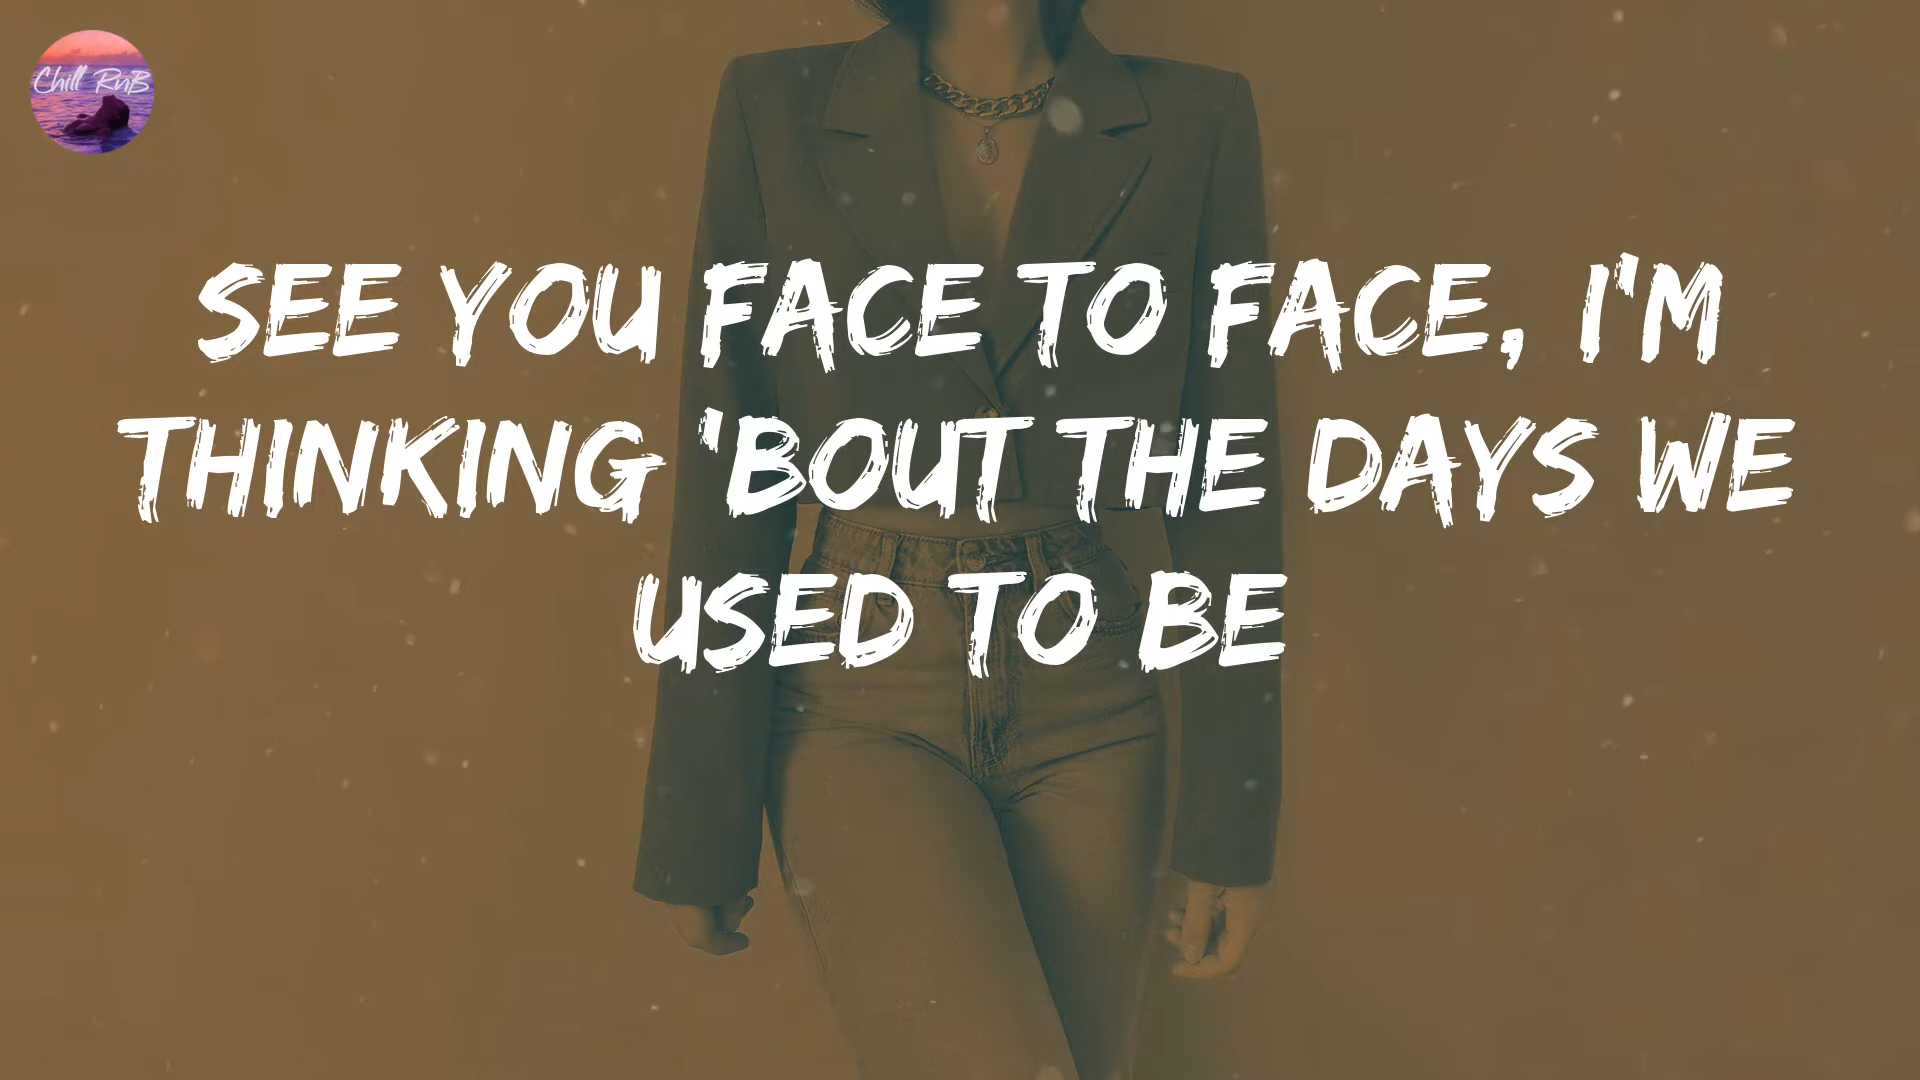 Chill RnB
SEE YOU FACE TO FACE, I'M
THINKING 'BOUT THE DAYS WE
USED TO BE